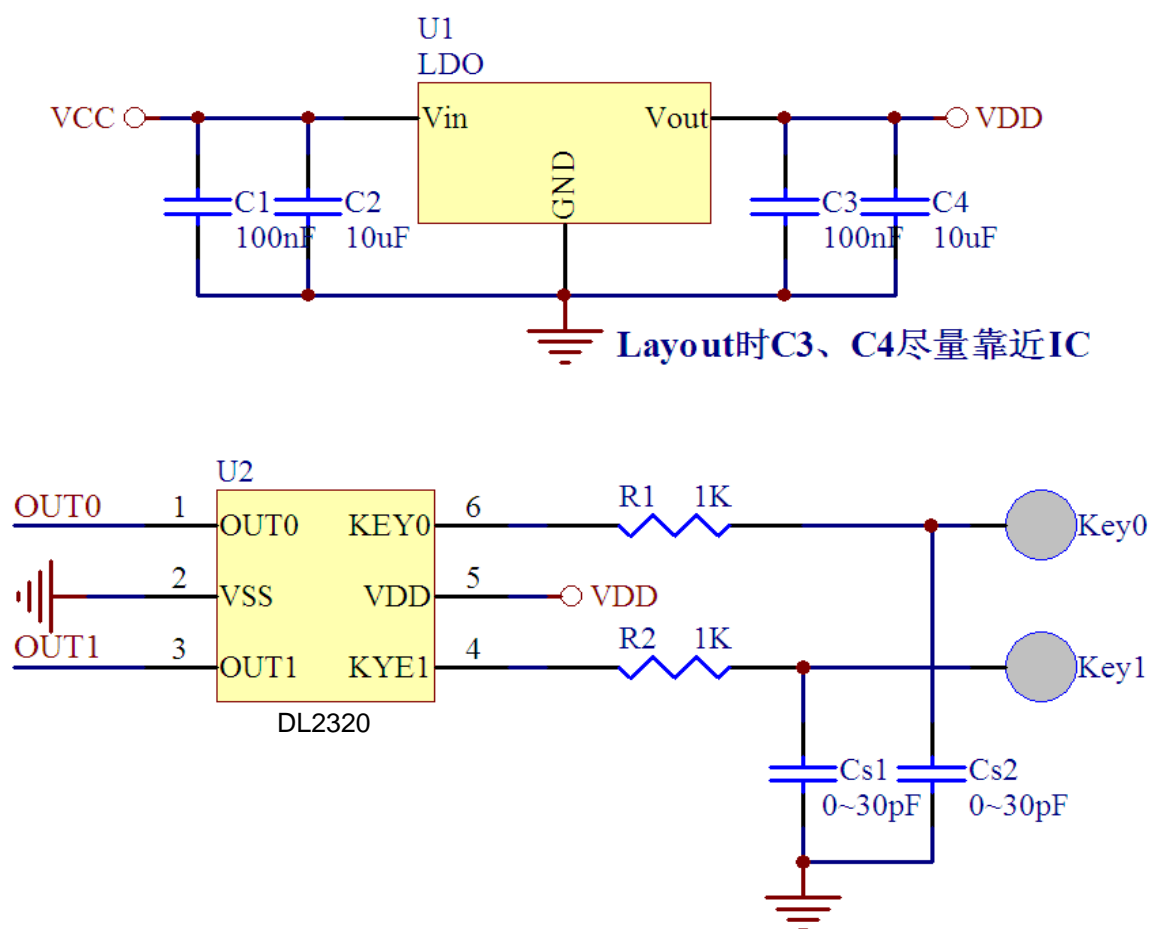 U1
LDO
VCC
Vin
Vout
VDD
GND
C1
100nF
C2
10uF
C3
100nF
C4
10uF
Layout时C3、C4尽量靠近IC
U2
OUT0
1
OUT0
KEY0
6
R1 1K
Key0
2
VSS
VDD
5
VDD
OUT1
3
OUT1
KYE1
4
R2 1K
Key1
DL2320
Cs1
0~30pF
Cs2
0~30pF